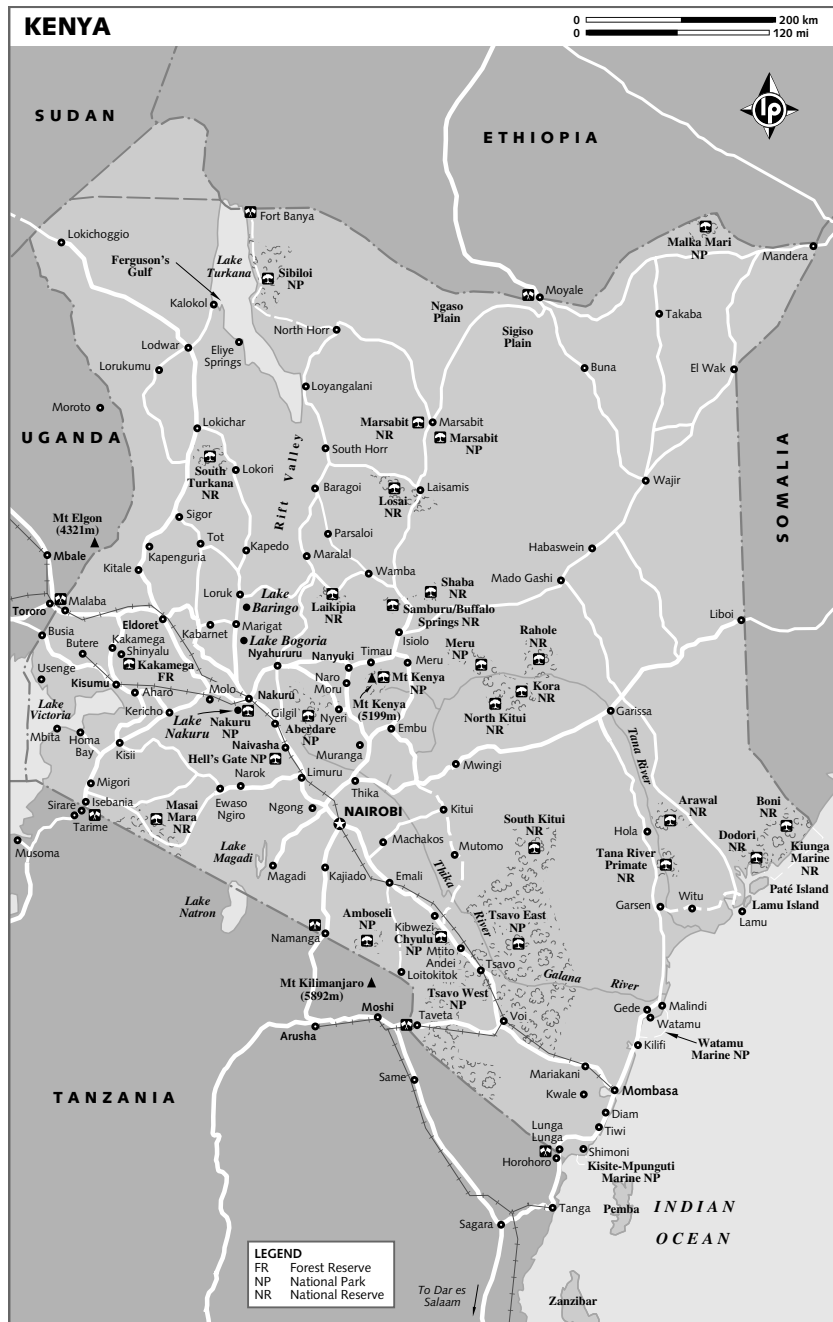 KENYA
0 200 km
0 120 mi
SUDAN
ETHIOPIA
lp
Fort Banya
Lokichoggio
Malka Mari
NP
Mandera
Lake
Turkana
Ferguson's
Gulf
Sibiloi
NP
Kalokol
Moyale
Ngaso
Plain
Takaba
North Horr
Sigiso
Plain
Lodwar
Eliye
Springs
Lorukumu
Buna
El Wak
Loyangalani
Moroto
UGANDA
Lokichar
Marsabit
NR
Marsabit
Marsabit
NP
Rift Valley
South Horr
South
Turkana
NR
Lokori
SOMALIA
Baragoi
Losai
NR
Laisamis
Wajir
Sigor
Mt Elgon
(4321m)
Tot
Parsaloi
Mbale
Kapenguria
Kapedo
Maralal
Habaswein
Kitale
Wamba
Mado Gashi
Shaba
NR
Malaba
Tororo
Loruk
Lake
Baringo
Laikipia
NR
Samburu/Buffalo
Springs NR
Liboi
Eldoret
Busia
Butere
Kakamega
Shinyalu
Kabarnet
Marigat
Lake Bogoria
Isiolo
Rahole
NR
Nyahururu
Nanyuki
Timau
Meru
Meru
NP
Kakamega
FR
Usenge
Kisumu
Naro
Moru
Mt Kenya
NP
Aharo
Molo
Nakuru
Kora
NR
Lake
Victoria
Kericho
Lake
Nakuru
Nakuru
NP
Gilgil
Aberdare
NP
Nyeri
Mt Kenya
(5199m)
North Kitui
NR
Garissa
Mbita
Homa
Bay
Kisii
Naivasha
Embu
Hell's Gate NP
Muranga
Tana River
Mwingi
Migori
Narok
Limuru
Thika
Sirare
Isebania
Ewaso
Ngiro
Tarime
Masai
Mara
NR
Ngong
NAIROBI
Kitui
South Kitui
NR
Arawal
NR
Boni
NR
Hola
Dodori
NR
Kiunga
Marine
NR
Musoma
Machakos
Mutomo
Lake
Magadi
Magadi
Kajiado
Emali
Thika
River
Tana River
Primate
NR
Paté Island
Lake
Natron
Witu
Lamu Island
Garsen
Lamu
Amboseli
NP
Kibwezi
Chyulu
NP
Tsavo East
NP
Namanga
Mtito
Andei
Loitokitok
Tsavo
Galana
River
Mt Kilimanjaro
(5892m)
Tsavo West
NP
Moshi
Taveta
Voi
Gede
Malindi
Watamu
Arusha
Kilifi
Watamu
Marine NP
Mariakani
TANZANIA
Same
Kwale
Mombasa
Diam
Tiwi
Lunga
Lunga
Shimoni
Horohoro
Kisite-Mpunguti
Marine NP
Tanga
Pemba
INDIAN
OCEAN
Sagara
LEGEND
FR Forest Reserve
NP National Park
NR National Reserve
To Dar es
Salaam
Zanzibar